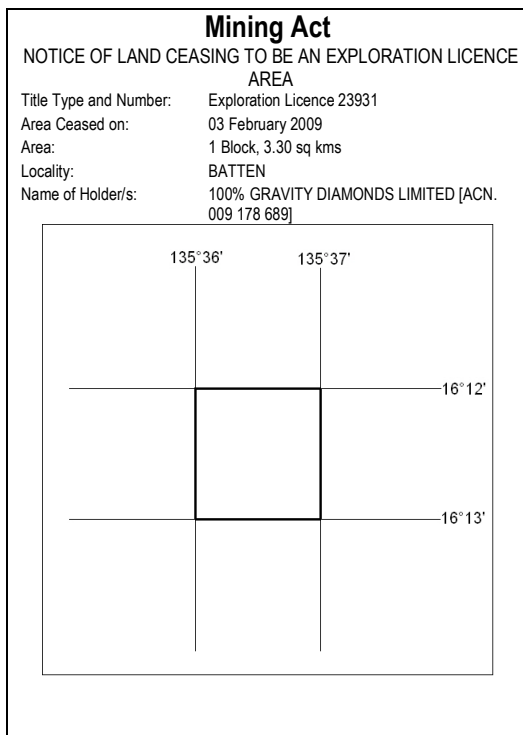 Mining Act
NOTICE OF LAND CEASING TO BE AN EXPLORATION LICENCE
AREA
Title Type and Number: Exploration Licence 23931
Area Ceased on: 03 February 2009
Area: 1 Block, 3.30 sq kms
Locality: BATTEN
Name of Holder/s: 100% GRAVITY DIAMONDS LIMITED [ACN.
009 178 689]
135°36' 135°37'
16°12'
16°13'